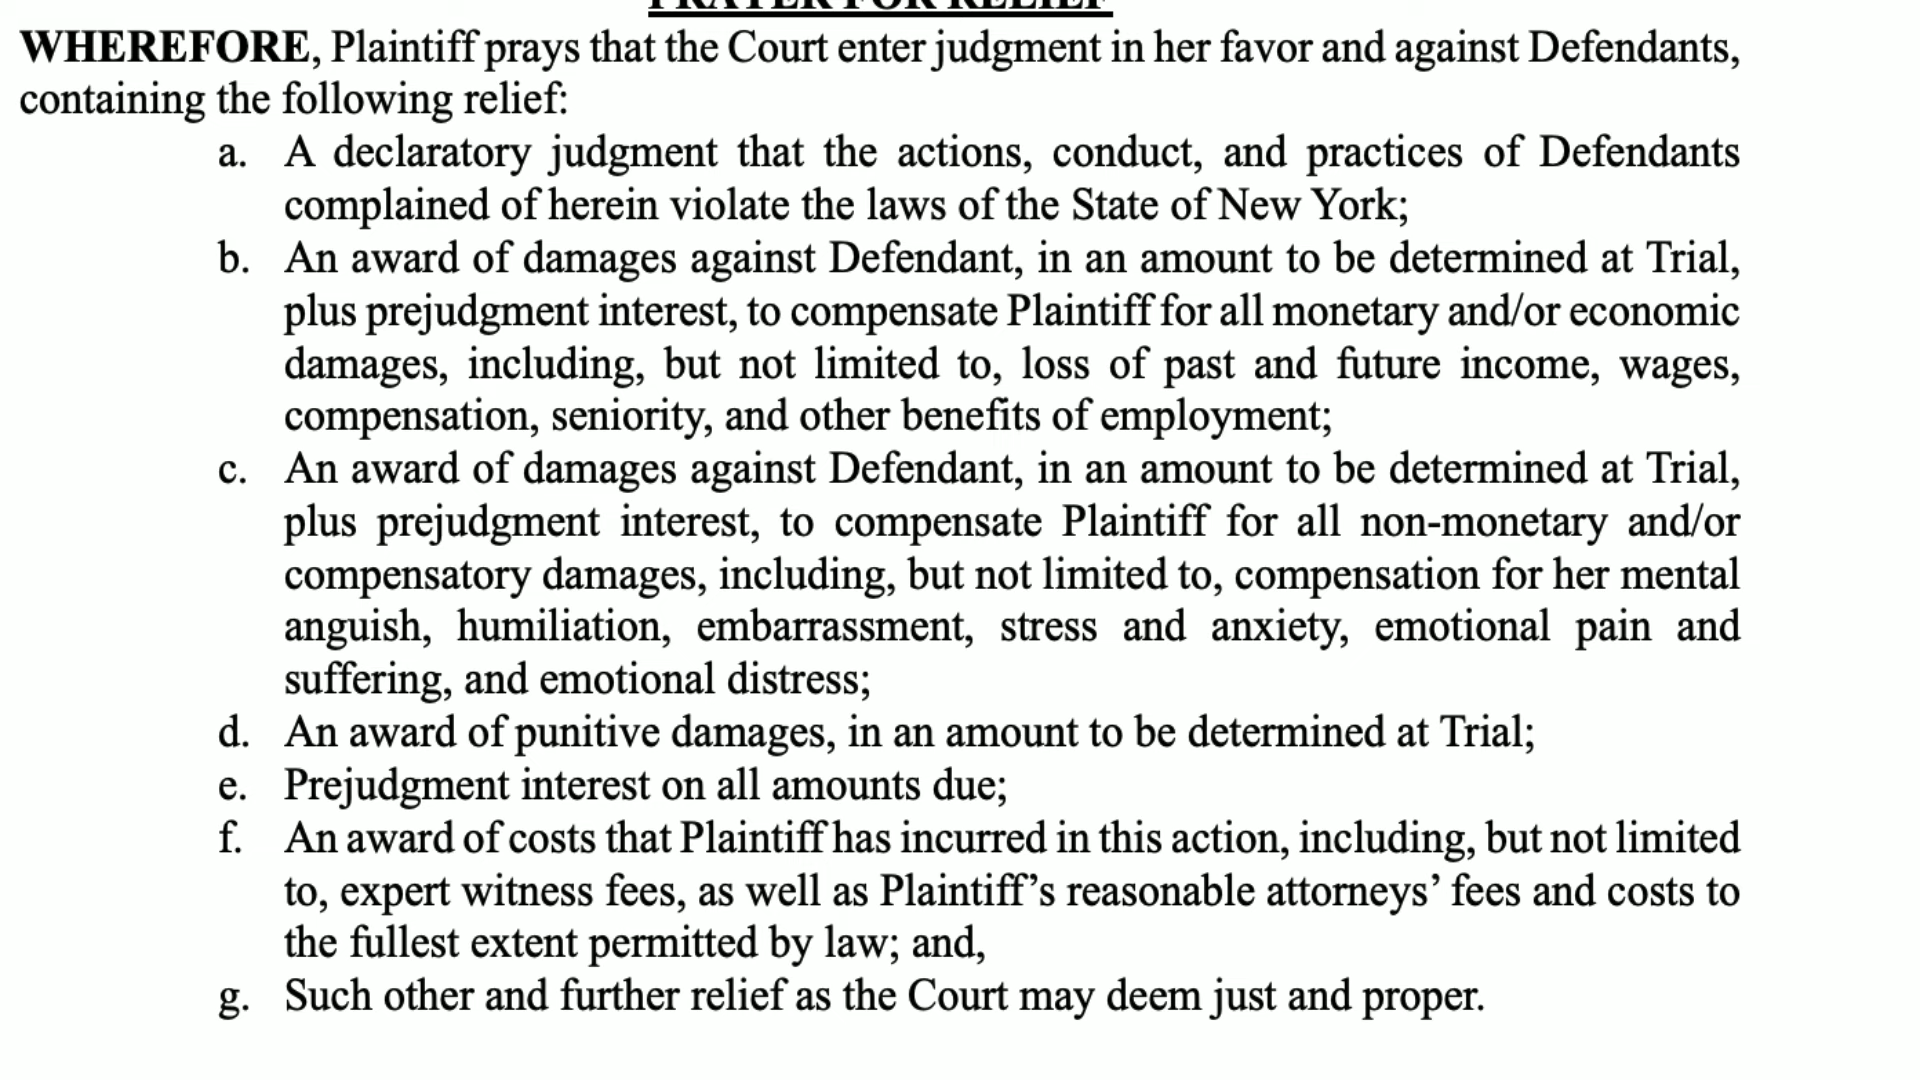 PRAYER FOR RELIEF
WHEREFORE, Plaintiff prays that the Court enter judgment in her favor and against Defendants,
containing the following relief:
a. A declaratory judgment that the actions, conduct, and practices of Defendants
complained of herein violate the laws of the State of New York;
b. An award of damages against Defendant, in an amount to be determined at Trial,
plus prejudgment interest, to compensate Plaintiff for all monetary and/or economic
damages, including, but not limited to, loss of past and future income, wages,
compensation, seniority, and other benefits of employment;
c. An award of damages against Defendant, in an amount to be determined at Trial,
plus prejudgment interest, to compensate Plaintiff for all non-monetary and/or
compensatory damages, including, but not limited to, compensation for her mental
anguish, humiliation, embarrassment, stress and anxiety, emotional pain and
suffering, and emotional distress;
d. An award of punitive damages, in an amount to be determined at Trial;
e. Prejudgment interest on all amounts due;
f. An award of costs that Plaintiff has incurred in this action, including, but not limited
to, expert witness fees, as well as Plaintiff’s reasonable attorneys’ fees and costs to
the fullest extent permitted by law; and,
g. Such other and further relief as the Court may deem just and proper.